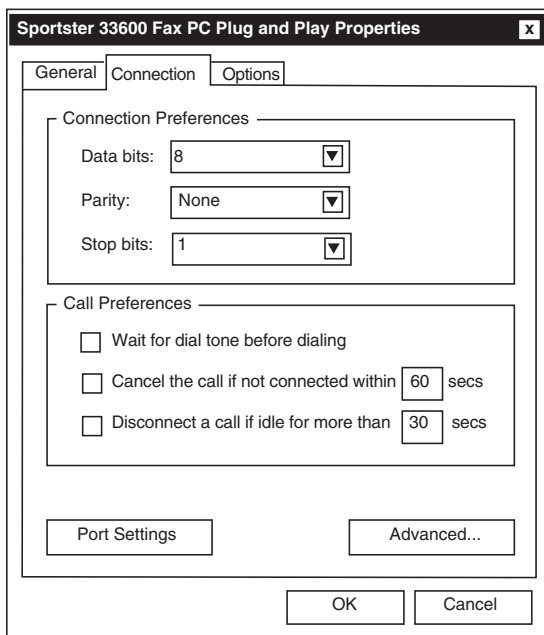 Sportster 33600 Fax PC Plug and Play Properties x
General Connection Options
Connection Preferences
Data bits: 8
Parity: None
Stop bits: 1
Call Preferences
Wait for dial tone before dialing
Cancel the call if not connected within 60 secs
Disconnect a call if idle for more than 30 secs
Port Settings Advanced...
OK Cancel